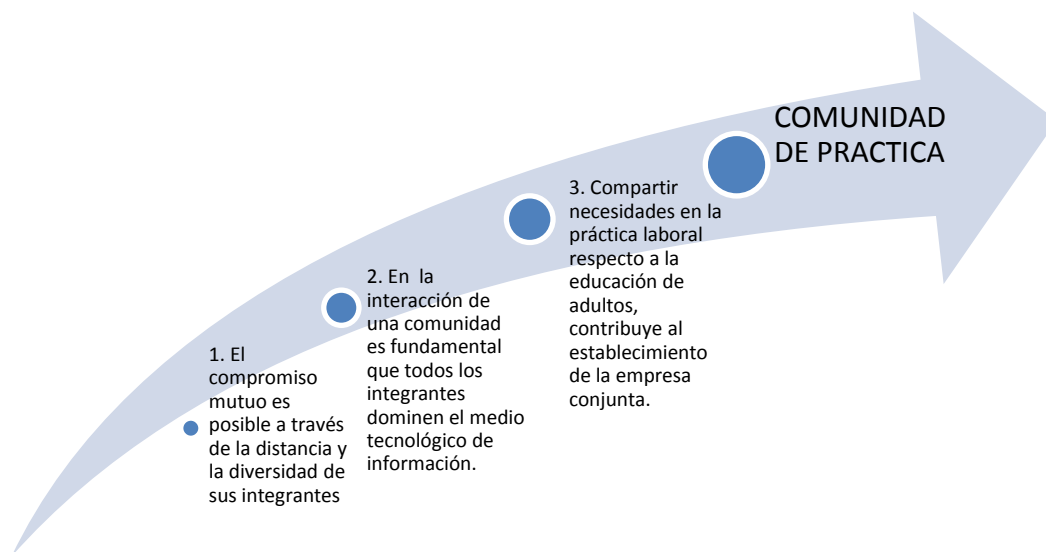 COMUNIDAD
DE PRACTICA
3. Compartir
necesidades en la
práctica laboral
respecto a la
educación de
adultos,
contribuye al
establecimiento
de la empresa
conjunta.
2. En  la
interacción de
una comunidad
es fundamental
que todos los
integrantes
dominen el medio
tecnológico de
información.
1. El
compromiso
mutuo es
posible a través
de la distancia y
la diversidad de
sus integrantes